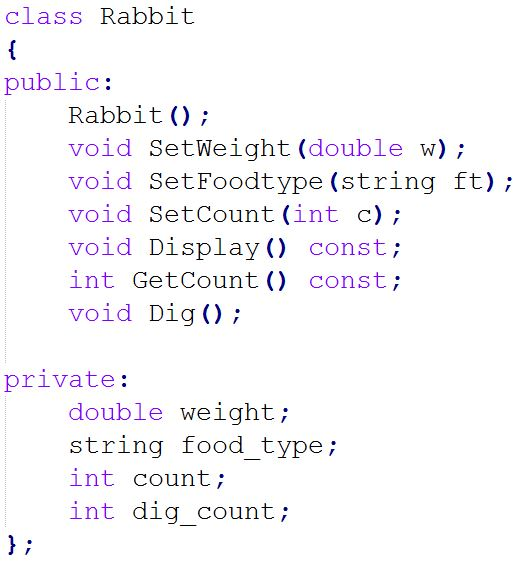 class Rabbit
{
public:
    Rabbit();
    void SetWeight(double w);
    void SetFoodtype(string ft);
    void SetCount(int c);
    void Display() const;
    int GetCount() const;
    void Dig();

private:
    double weight;
    string food_type;
    int count;
    int dig_count;
};